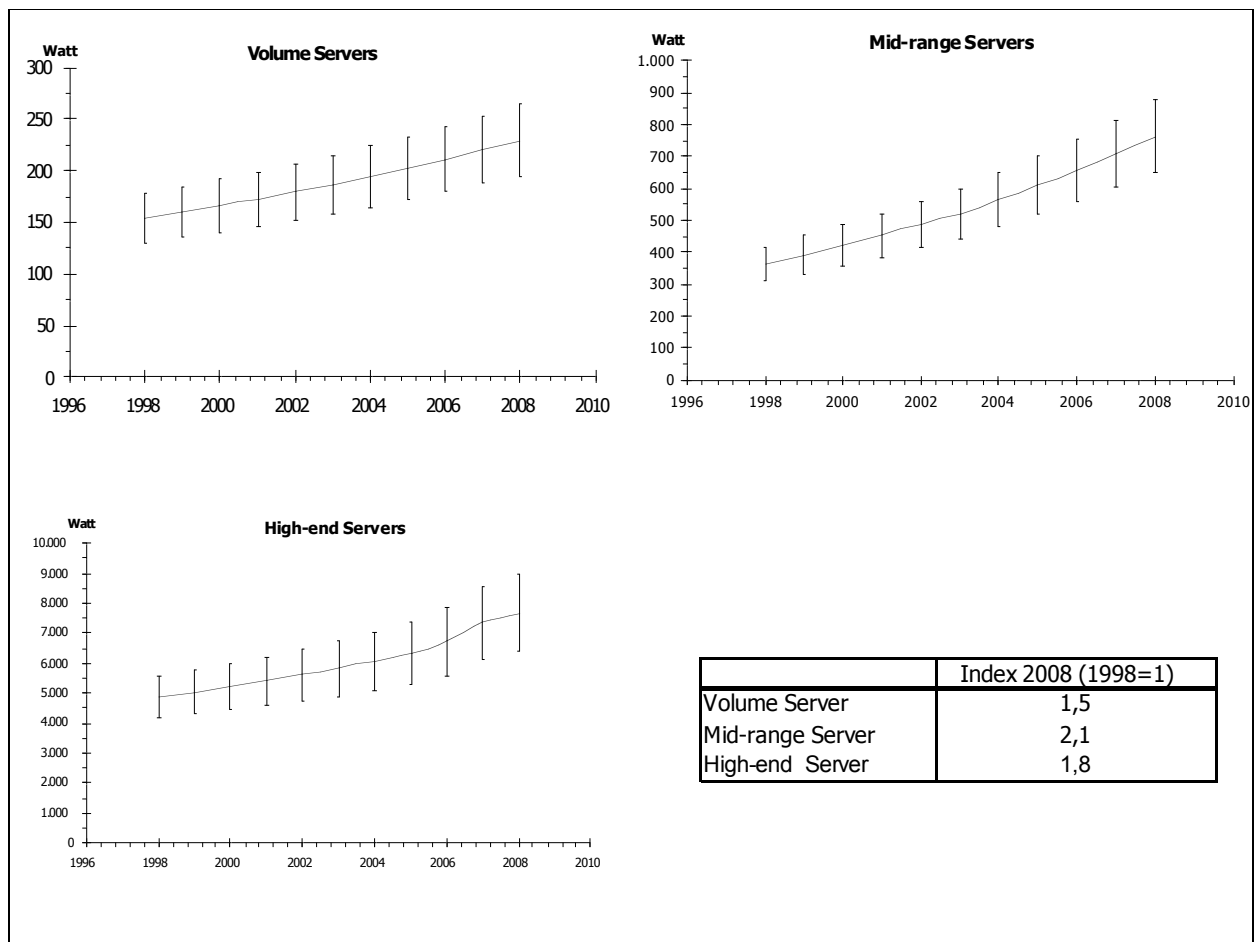 Volume Servers
Watt
300
250
200
150
100
50
0
1996 1998 2000 2002 2004 2006 2008 2010
Mid-range Servers
Watt
1.000
900
800
700
600
500
400
300
200
100
0
1996 1998 2000 2002 2004 2006 2008 2010
High-end Servers
Watt
10.000
9.000
8.000
7.000
6.000
5.000
4.000
3.000
2.000
1.000
0
1996 1998 2000 2002 2004 2006 2008 2010
Index 2008 (1998=1)
Volume Server 1,5
Mid-range Server 2,1
High-end Server 1,8